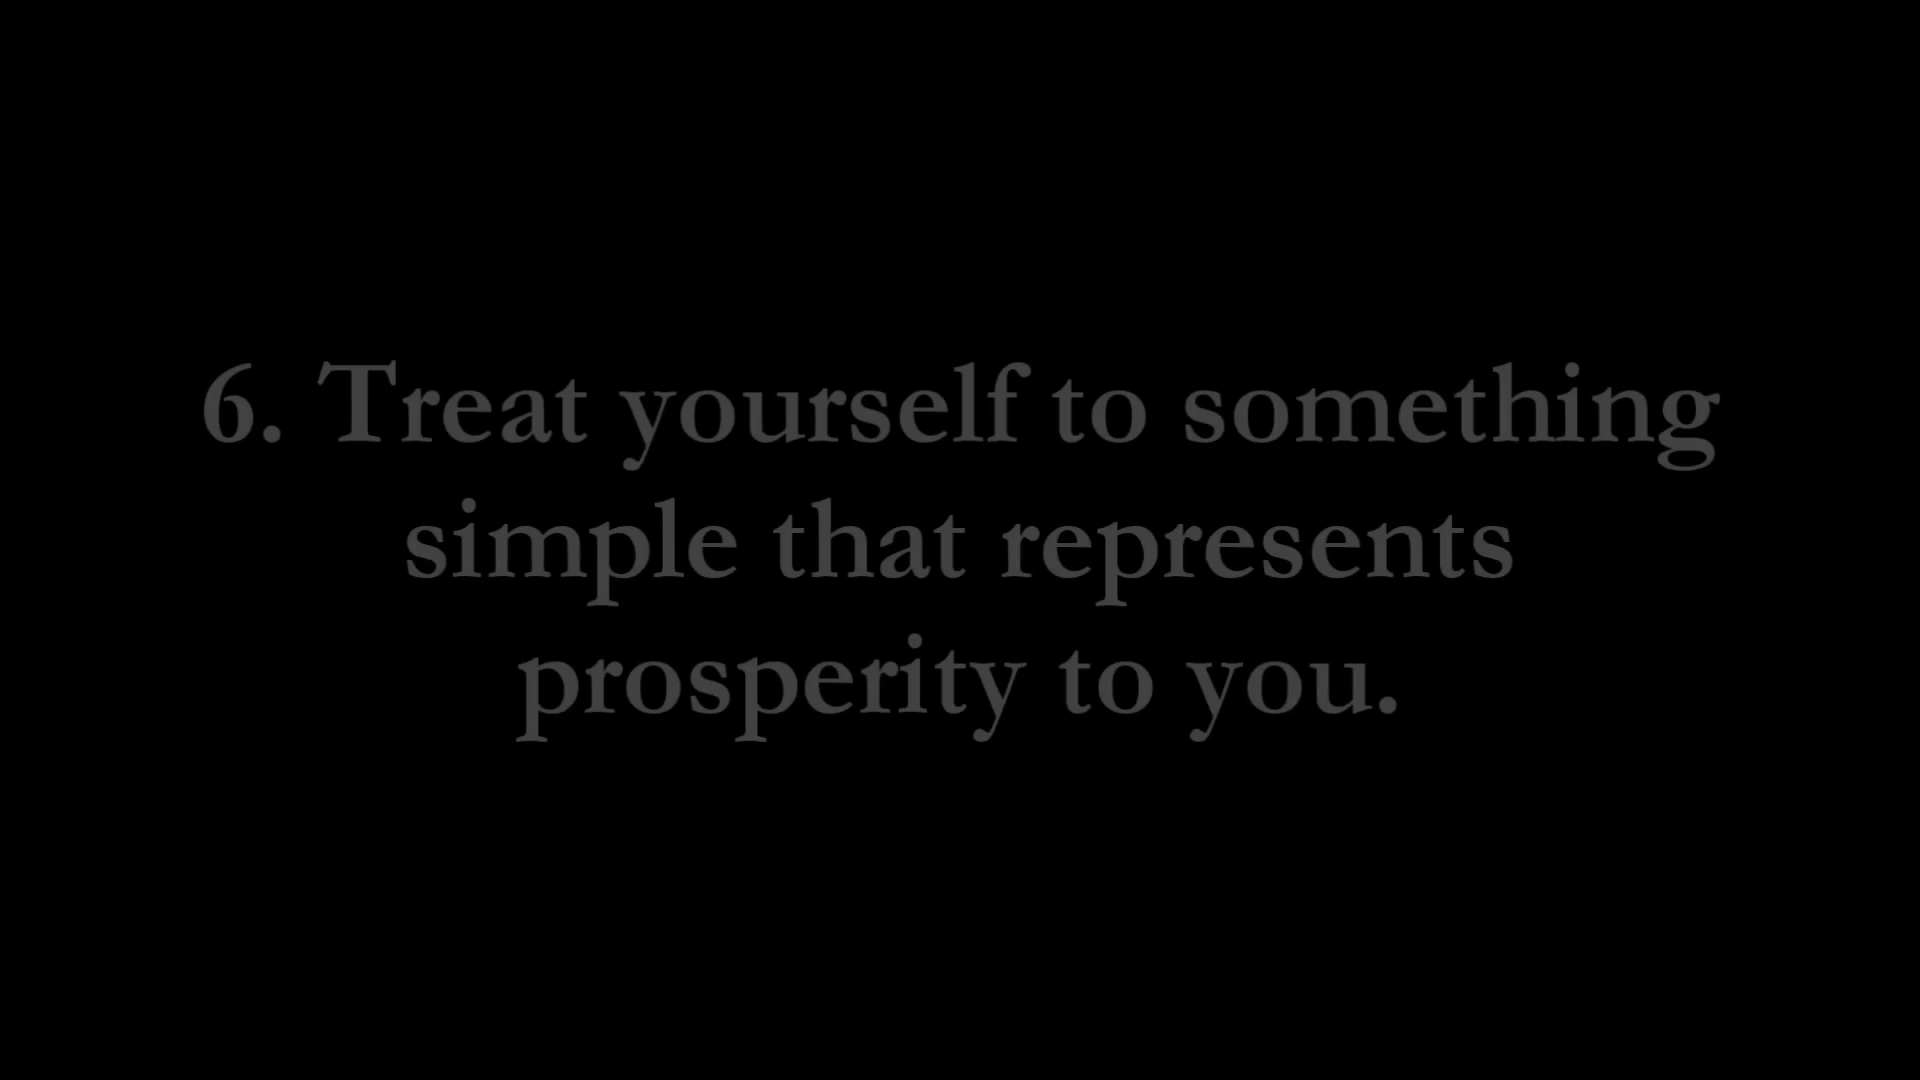 6. Treat yourself to something
simple that represents
prosperity to you.